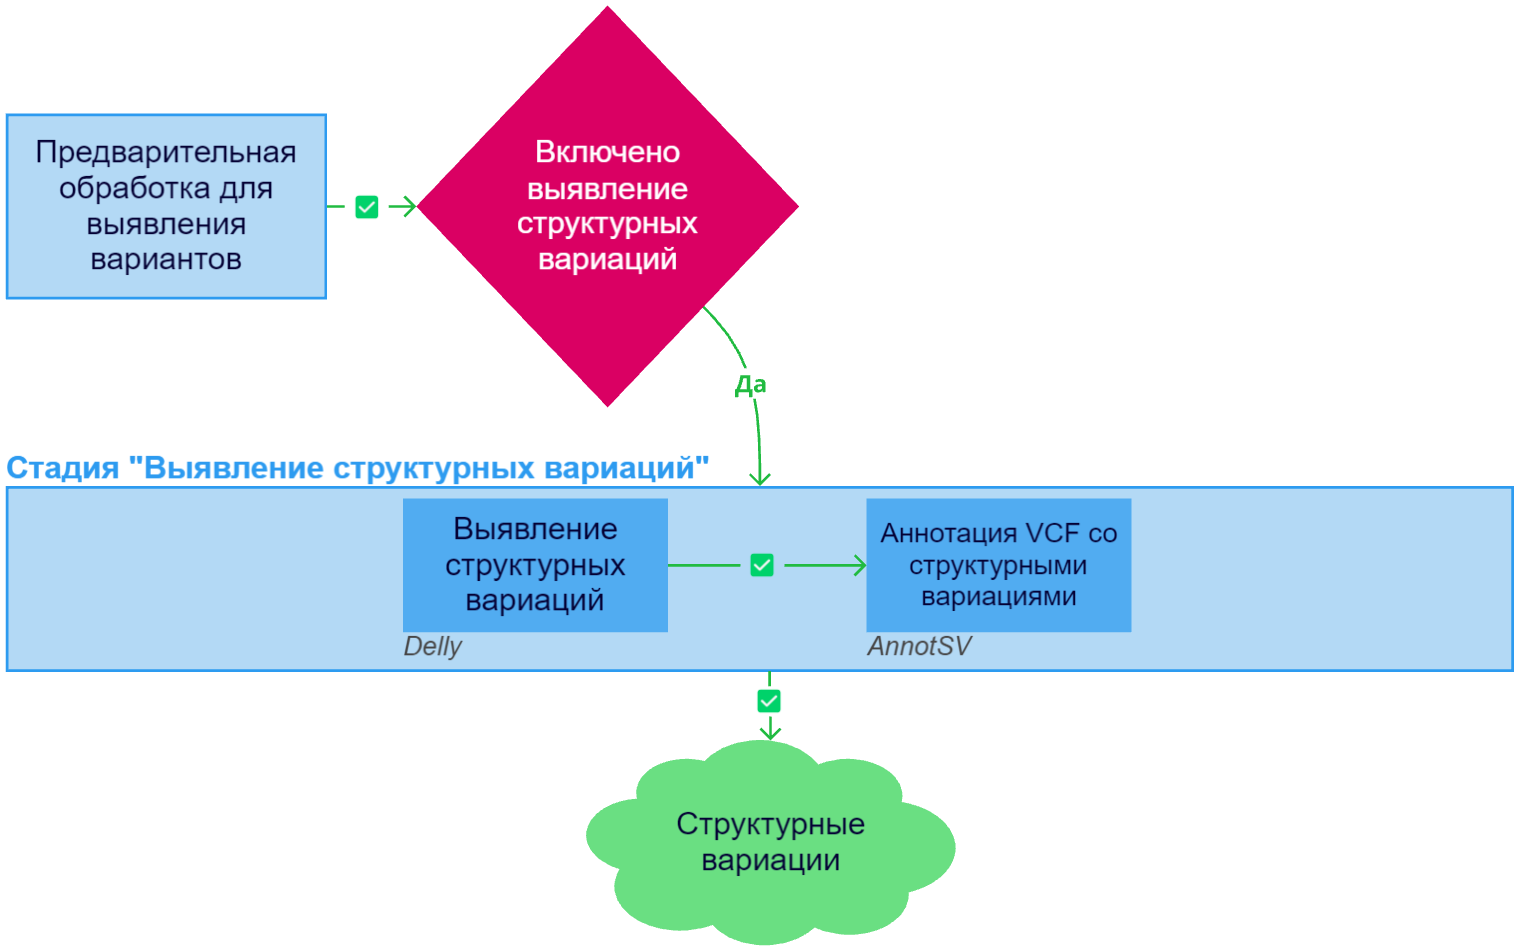 Предварительная
обработка для
выявления
вариантов
Включено
выявление
структурных
вариаций
Да
Стадия "Выявление структурных вариаций"
Выявление
структурных
вариаций
Delly
Аннотация VCF со
структурными
вариациями
AnnotSV
Структурные
вариации